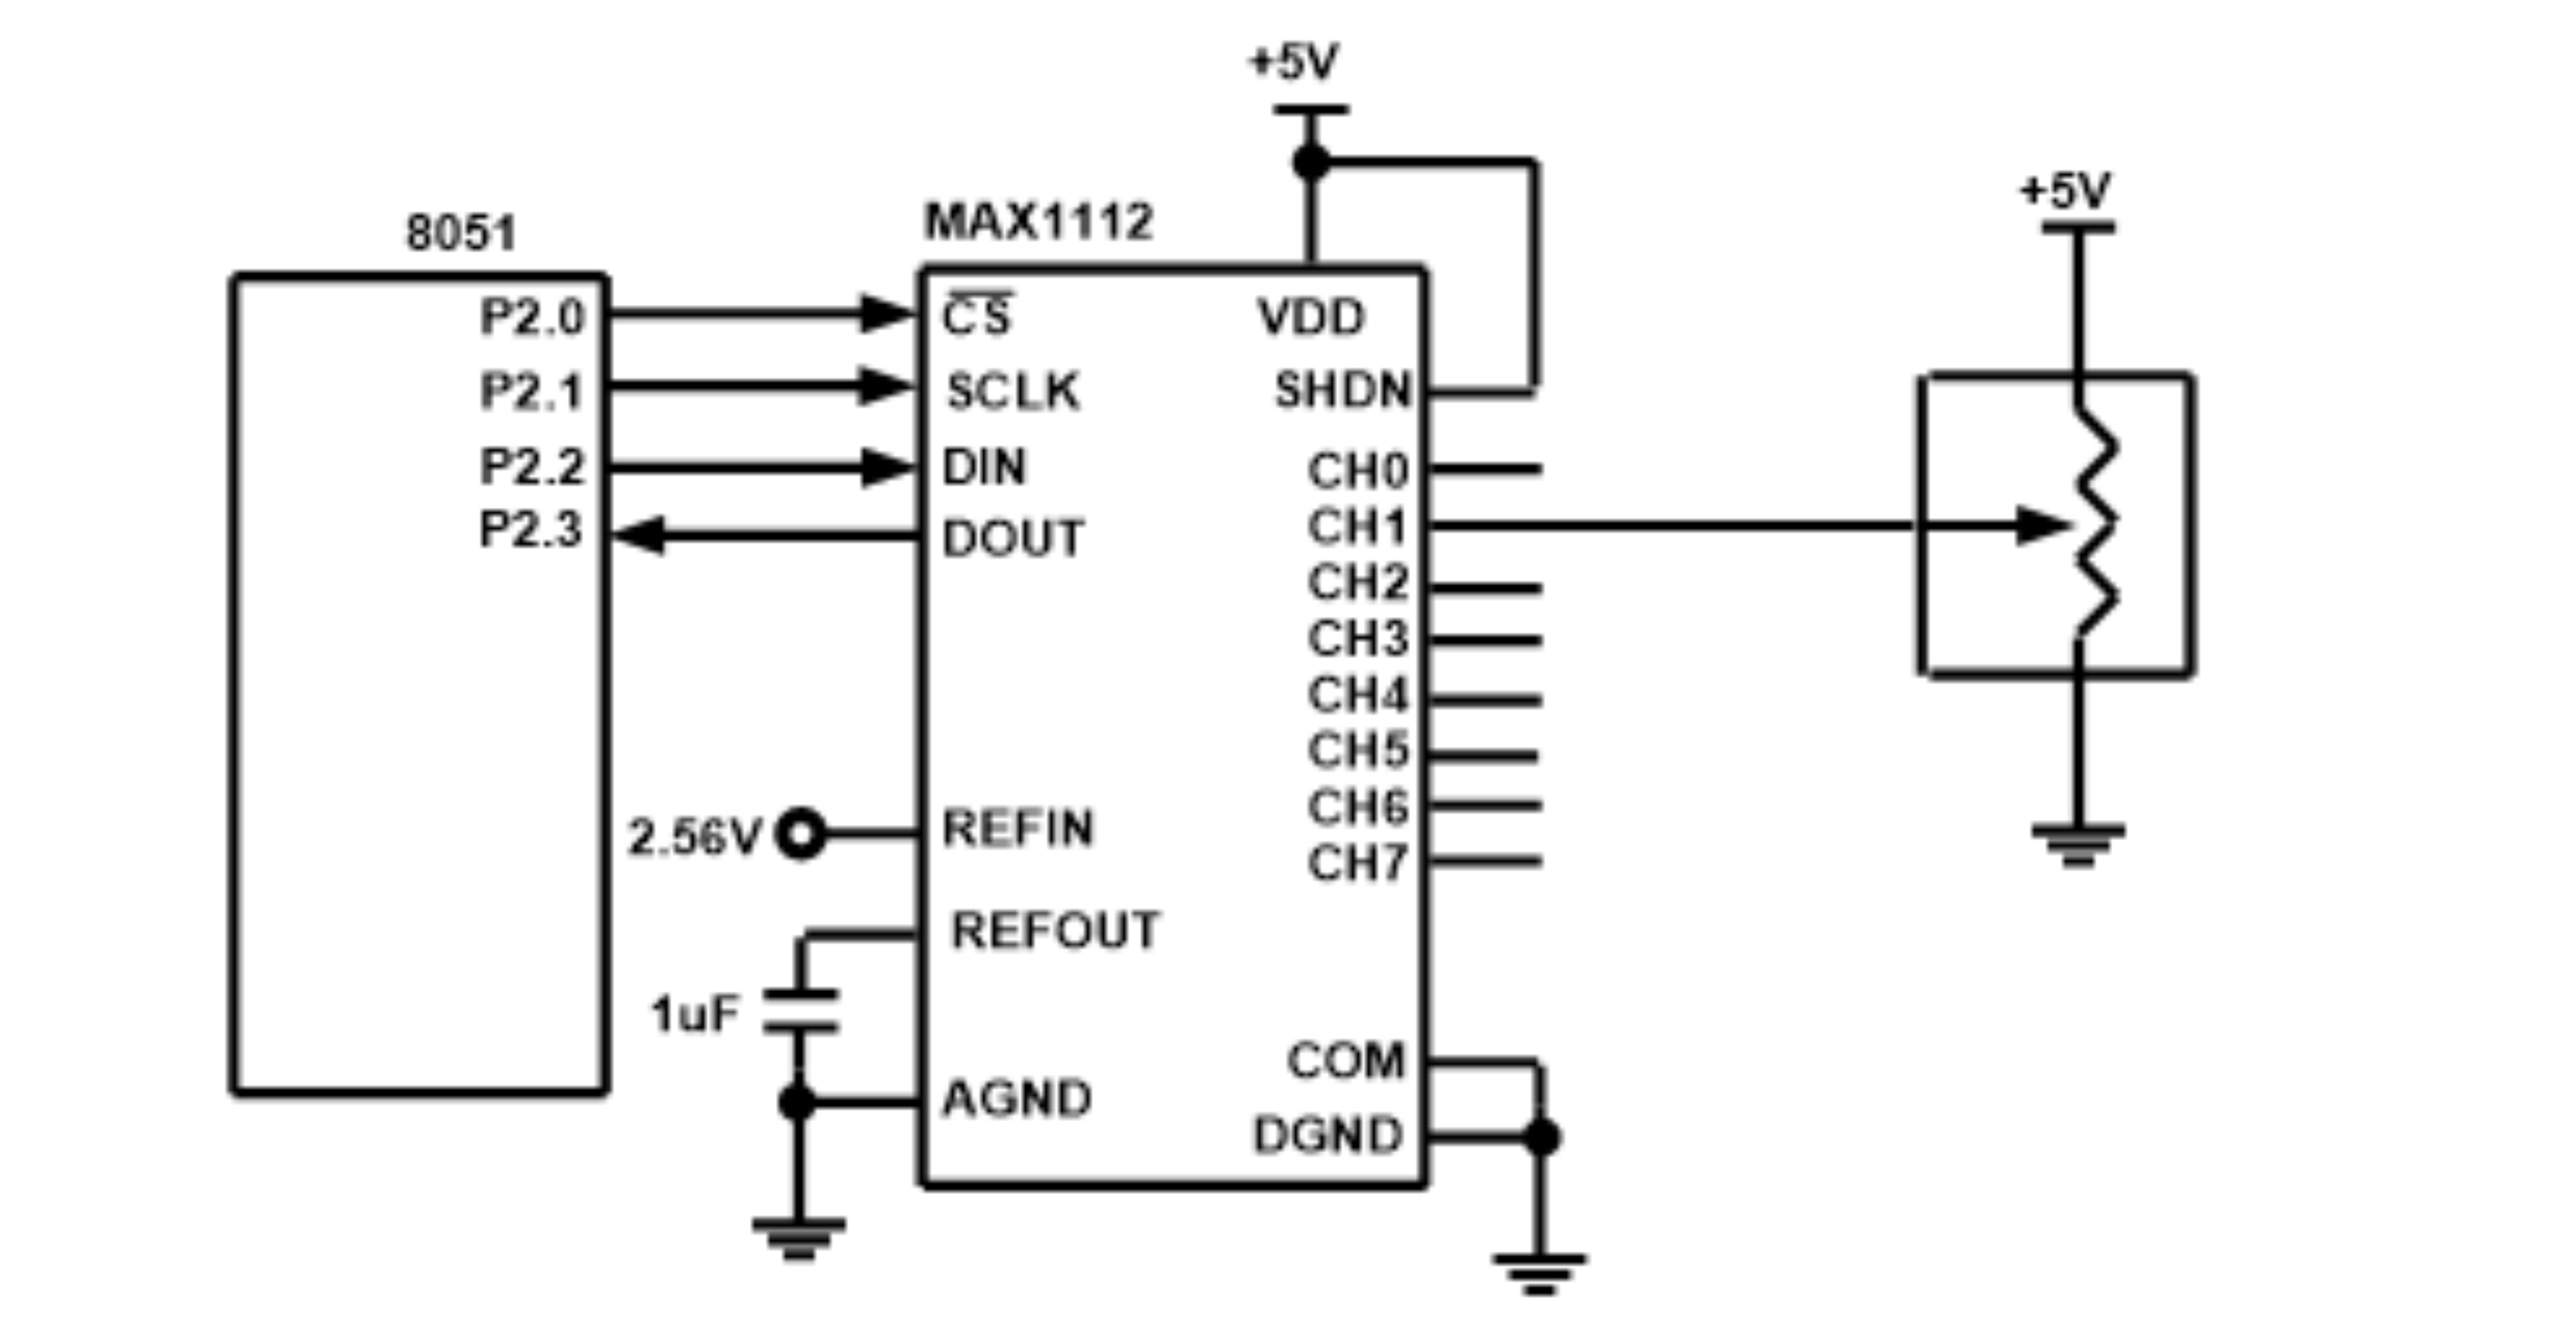 +5V
+5V
8051
MAX1112
P2.0
P2.1
P2.2
P2.3
CS
SCLK
DIN
DOUT
VDD
SHDN
CH0
CH1
CH2
CH3
CH4
CH5
CH6
CH7
2.56V
REFIN
REFOUT
1uF
AGND
COM
DGND